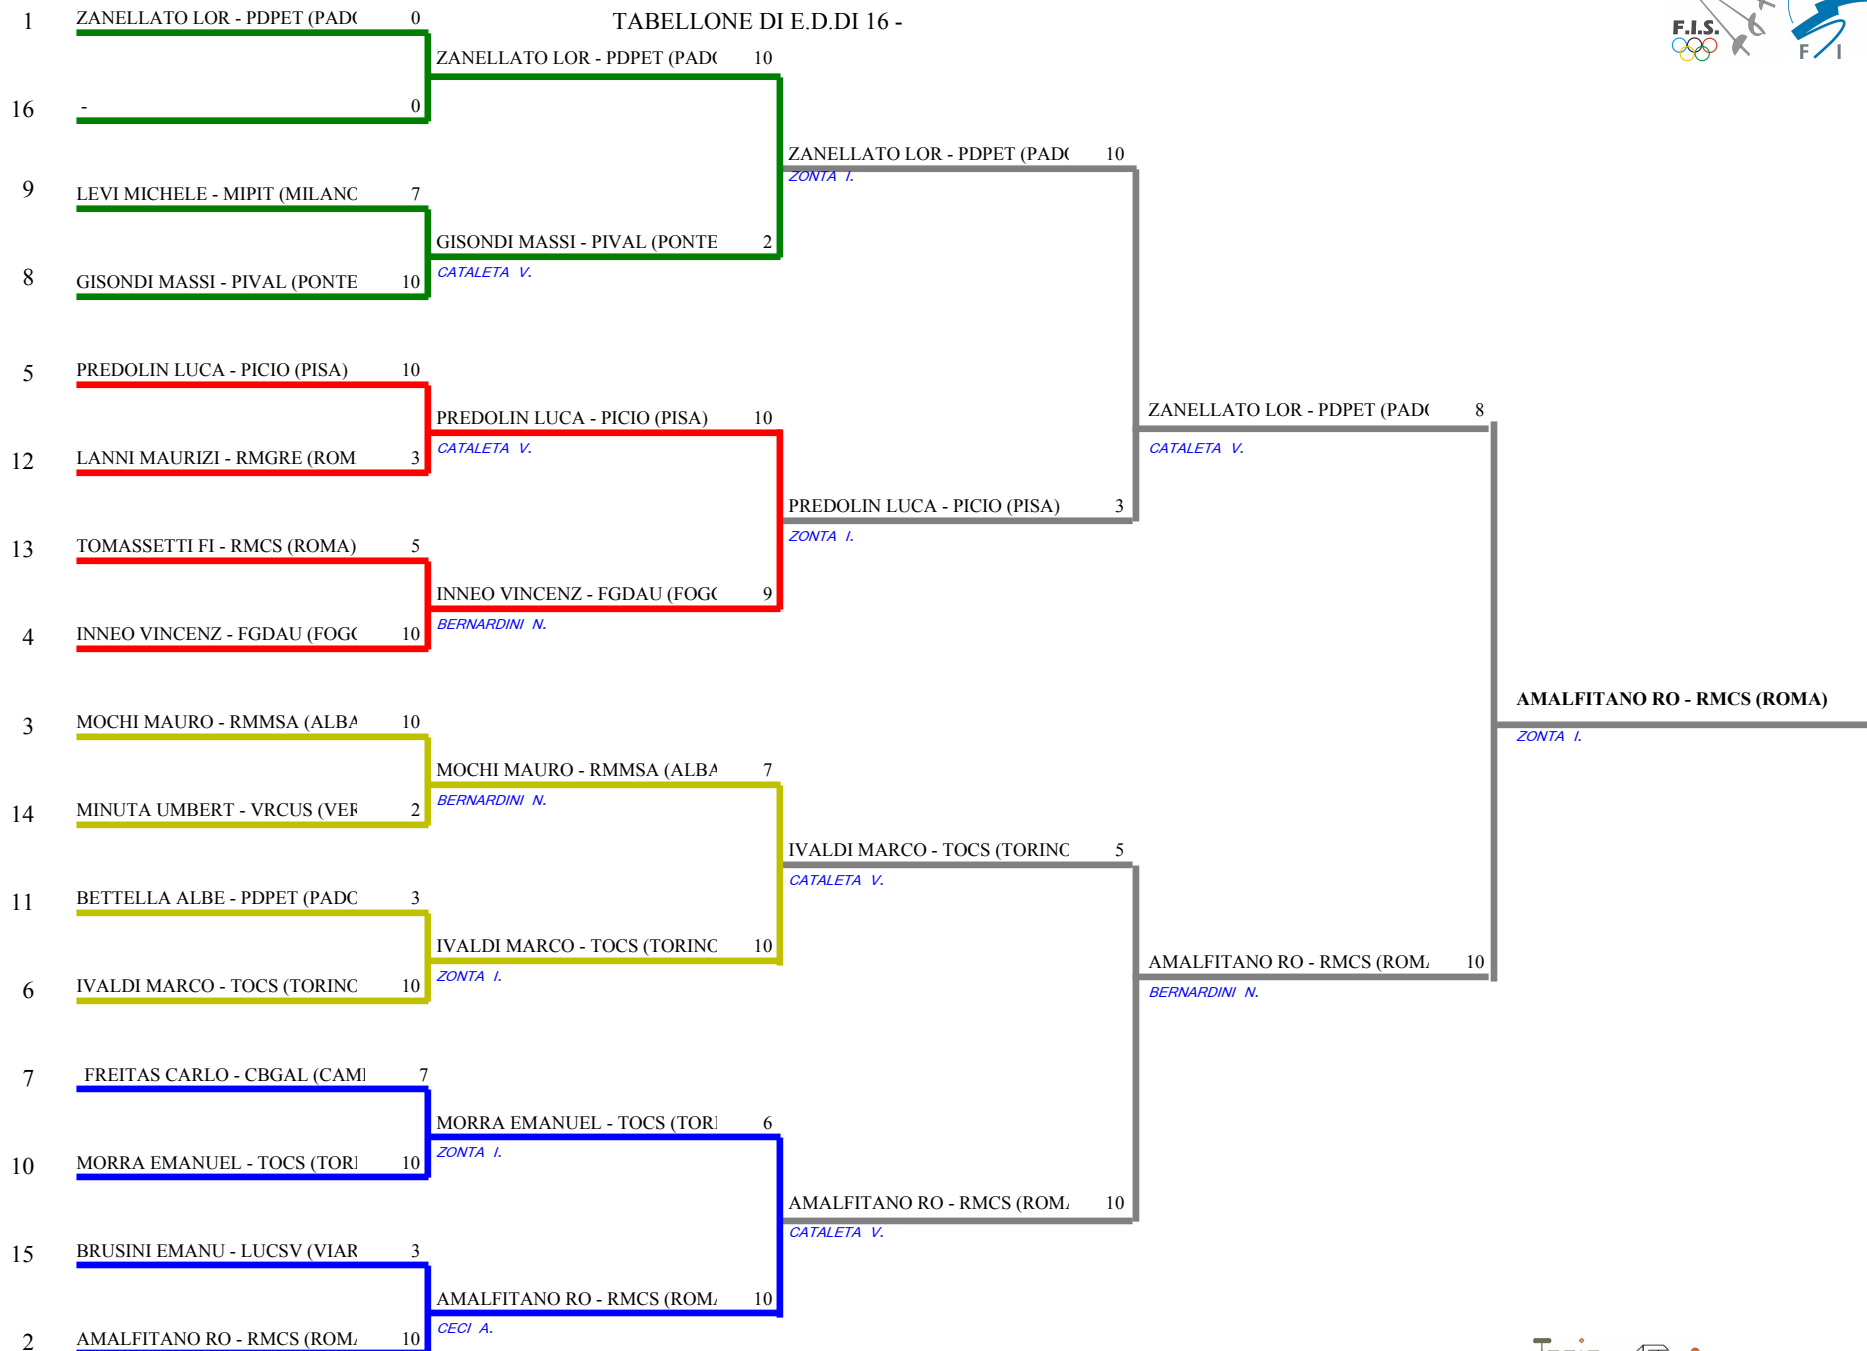 TABELLONE DI E.D.DI 16 -
F.I.S.
F I
1 ZANELLATO LOR - PDPET (PAD 0
ZANELLATO LOR - PDPET (PAD 10
16 - 0
ZANELLATO LOR - PDPET (PAD 10
ZONTA I.
9 LEVI MICHELE - MIPIT (MILANO 7
GISONDI MASSI - PIVAL (PONTE 2
CATALETA V.
8 GISONDI MASSI - PIVAL (PONTE 10
5 PREDOLIN LUCA - PICIO (PISA) 10
ZANELLATO LOR - PDPET (PAD 8
CATALETA V.
PREDOLIN LUCA - PICIO (PISA) 10
CATALETA V.
12 LANNI MAURIZI - RMGRE (ROM 3
PREDOLIN LUCA - PICIO (PISA) 3
ZONTA I.
13 TOMASSETTI FI - RMCS (ROMA) 5
INNEO VINCENZ - FGDAU (FOG 9
BERNARDINI N.
4 INNEO VINCENZ - FGDAU (FOG 10
AMALFITANO RO - RMCS (ROMA)
ZONTA I.
3 MOCHI MAURO - RMMSA (ALBA 10
MOCHI MAURO - RMMSA (ALBA 7
BERNARDINI N.
14 MINUTA UMBERT - VRCUS (VER 2
IVALDI MARCO - TOCS (TORINO 5
CATALETA V.
11 BETTELLA ALBE - PDPET (PADO 3
IVALDI MARCO - TOCS (TORINO 10
ZONTA I.
AMALFITANO RO - RMCS (ROM 10
BERNARDINI N.
6 IVALDI MARCO - TOCS (TORINO 10
7 FREITAS CARLO - CBGAL (CAM 7
MORRA EMANUEL - TOCS (TOR 6
ZONTA I.
10 MORRA EMANUEL - TOCS (TOR 10
AMALFITANO RO - RMCS (ROM 10
CATALETA V.
15 BRUSINI EMANU - LUCSV (VIAR 3
AMALFITANO RO - RMCS (ROM 10
CECI A.
2 AMALFITANO RO - RMCS (ROM 10